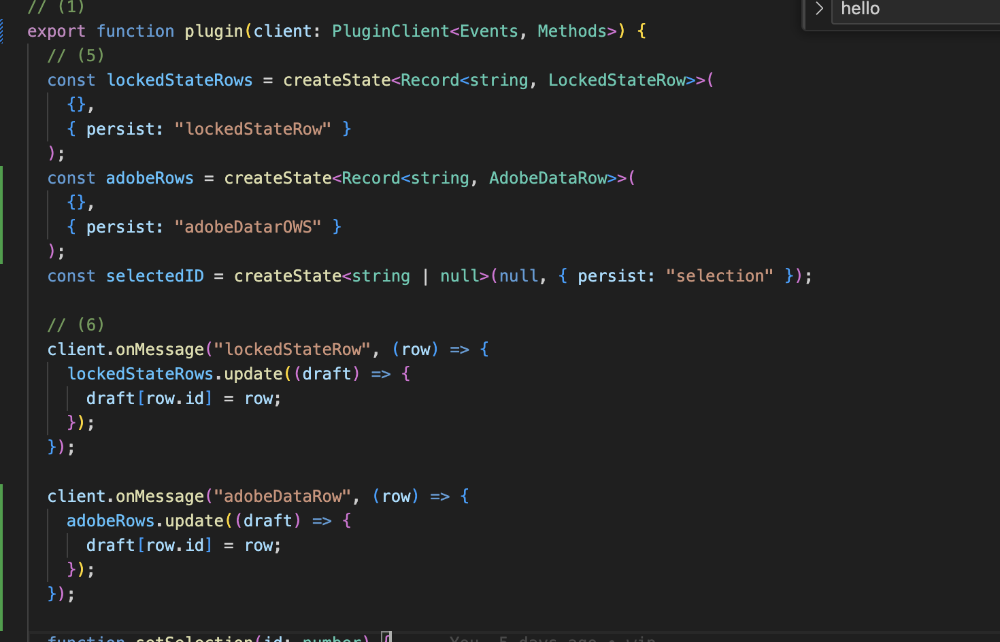 // (1)
hello
export function plugin(client: PluginClient<Events, Methods>) {
  // (5)
  const lockedStateRows = createState<Record<string, LockedStateRow>>(
    {},
    { persist: "lockedStateRow" }
  );
  const adobeRows = createState<Record<string, AdobeDataRow>>(
    {},
    { persist: "adobeDatarOWS" }
  );
  const selectedID = createState<string | null>(null, { persist: "selection" });

  // (6)
  client.onMessage("lockedStateRow", (row) => {
    lockedStateRows.update((draft) => {
      draft[row.id] = row;
    });
  });

  client.onMessage("adobeDataRow", (row) => {
    adobeRows.update((draft) => {
      draft[row.id] = row;
    });
  });

  function setSelection(id: number) { You, 5 days ago • wip